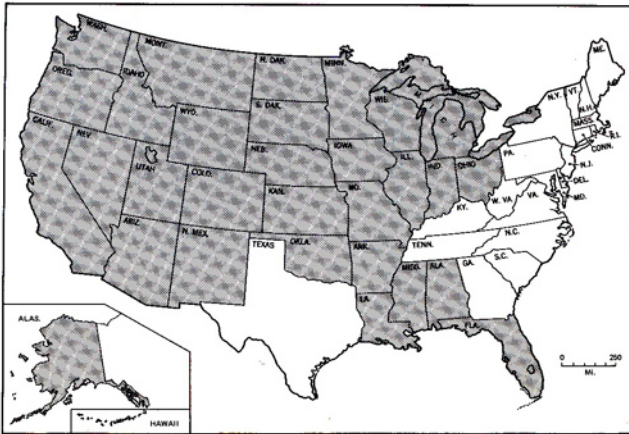 WASH.
MONT.
N. DAK.
MINN.
ME.
OREG.
IDAHO
WYO.
S. DAK.
WIS.
N.Y.
VT.
N.H.
MASS.
R.I.
CONN.
CALIF.
NEV.
UTAH
COLO.
NEB.
IOWA
ILL.
IND.
OHIO
PA.
N.J.
DEL.
MD.
KAN.
MO.
KY.
W. VA.
VA.
ARIZ.
N. MEX.
TEXAS
OKLA.
ARK.
TENN.
N.C.
S.C.
MISS.
ALA.
GA.
LA.
FLA.
ALAS.
HAWAII
0 250
MI.